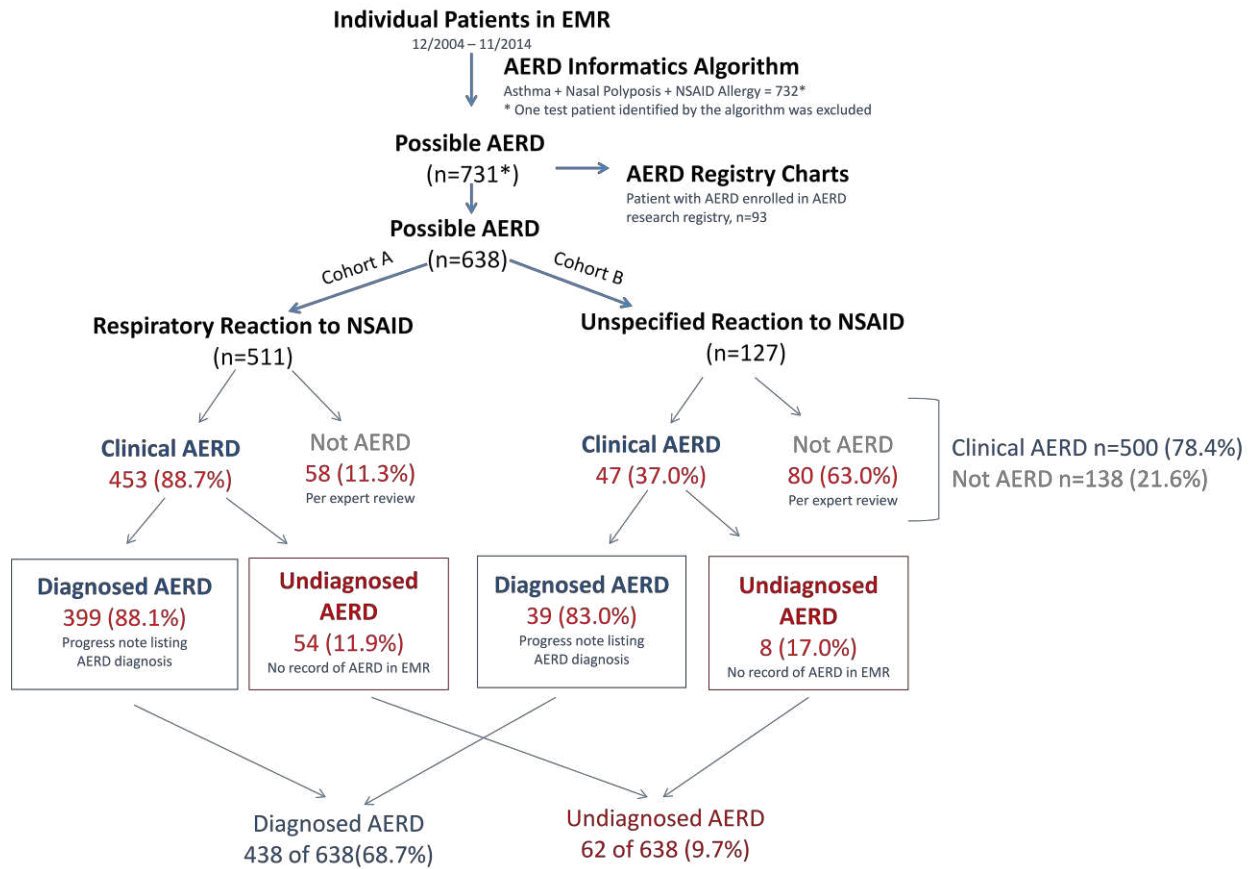 Individual Patients in EMR
12/2004 – 11/2014
AERD Informatics Algorithm
Asthma + Nasal Polyposis + NSAID Allergy = 732*
* One test patient identified by the algorithm was excluded
Possible AERD
(n=731*)
AERD Registry Charts
Patient with AERD enrolled in AERD
research registry, n=93
Possible AERD
(n=638)
Cohort A
Cohort B
Respiratory Reaction to NSAID
(n=511)
Unspecified Reaction to NSAID
(n=127)
Clinical AERD
453 (88.7%)
Not AERD
58 (11.3%)
Per expert review
Clinical AERD
47 (37.0%)
Not AERD
80 (63.0%)
Per expert review
Clinical AERD n=500 (78.4%)
Not AERD n=138 (21.6%)
Diagnosed AERD
399 (88.1%)
Progress note listing
AERD diagnosis
Undiagnosed
AERD
54 (11.9%)
No record of AERD in EMR
Diagnosed AERD
39 (83.0%)
Progress note listing
AERD diagnosis
Undiagnosed
AERD
8 (17.0%)
No record of AERD in EMR
Diagnosed AERD
438 of 638(68.7%)
Undiagnosed AERD
62 of 638 (9.7%)